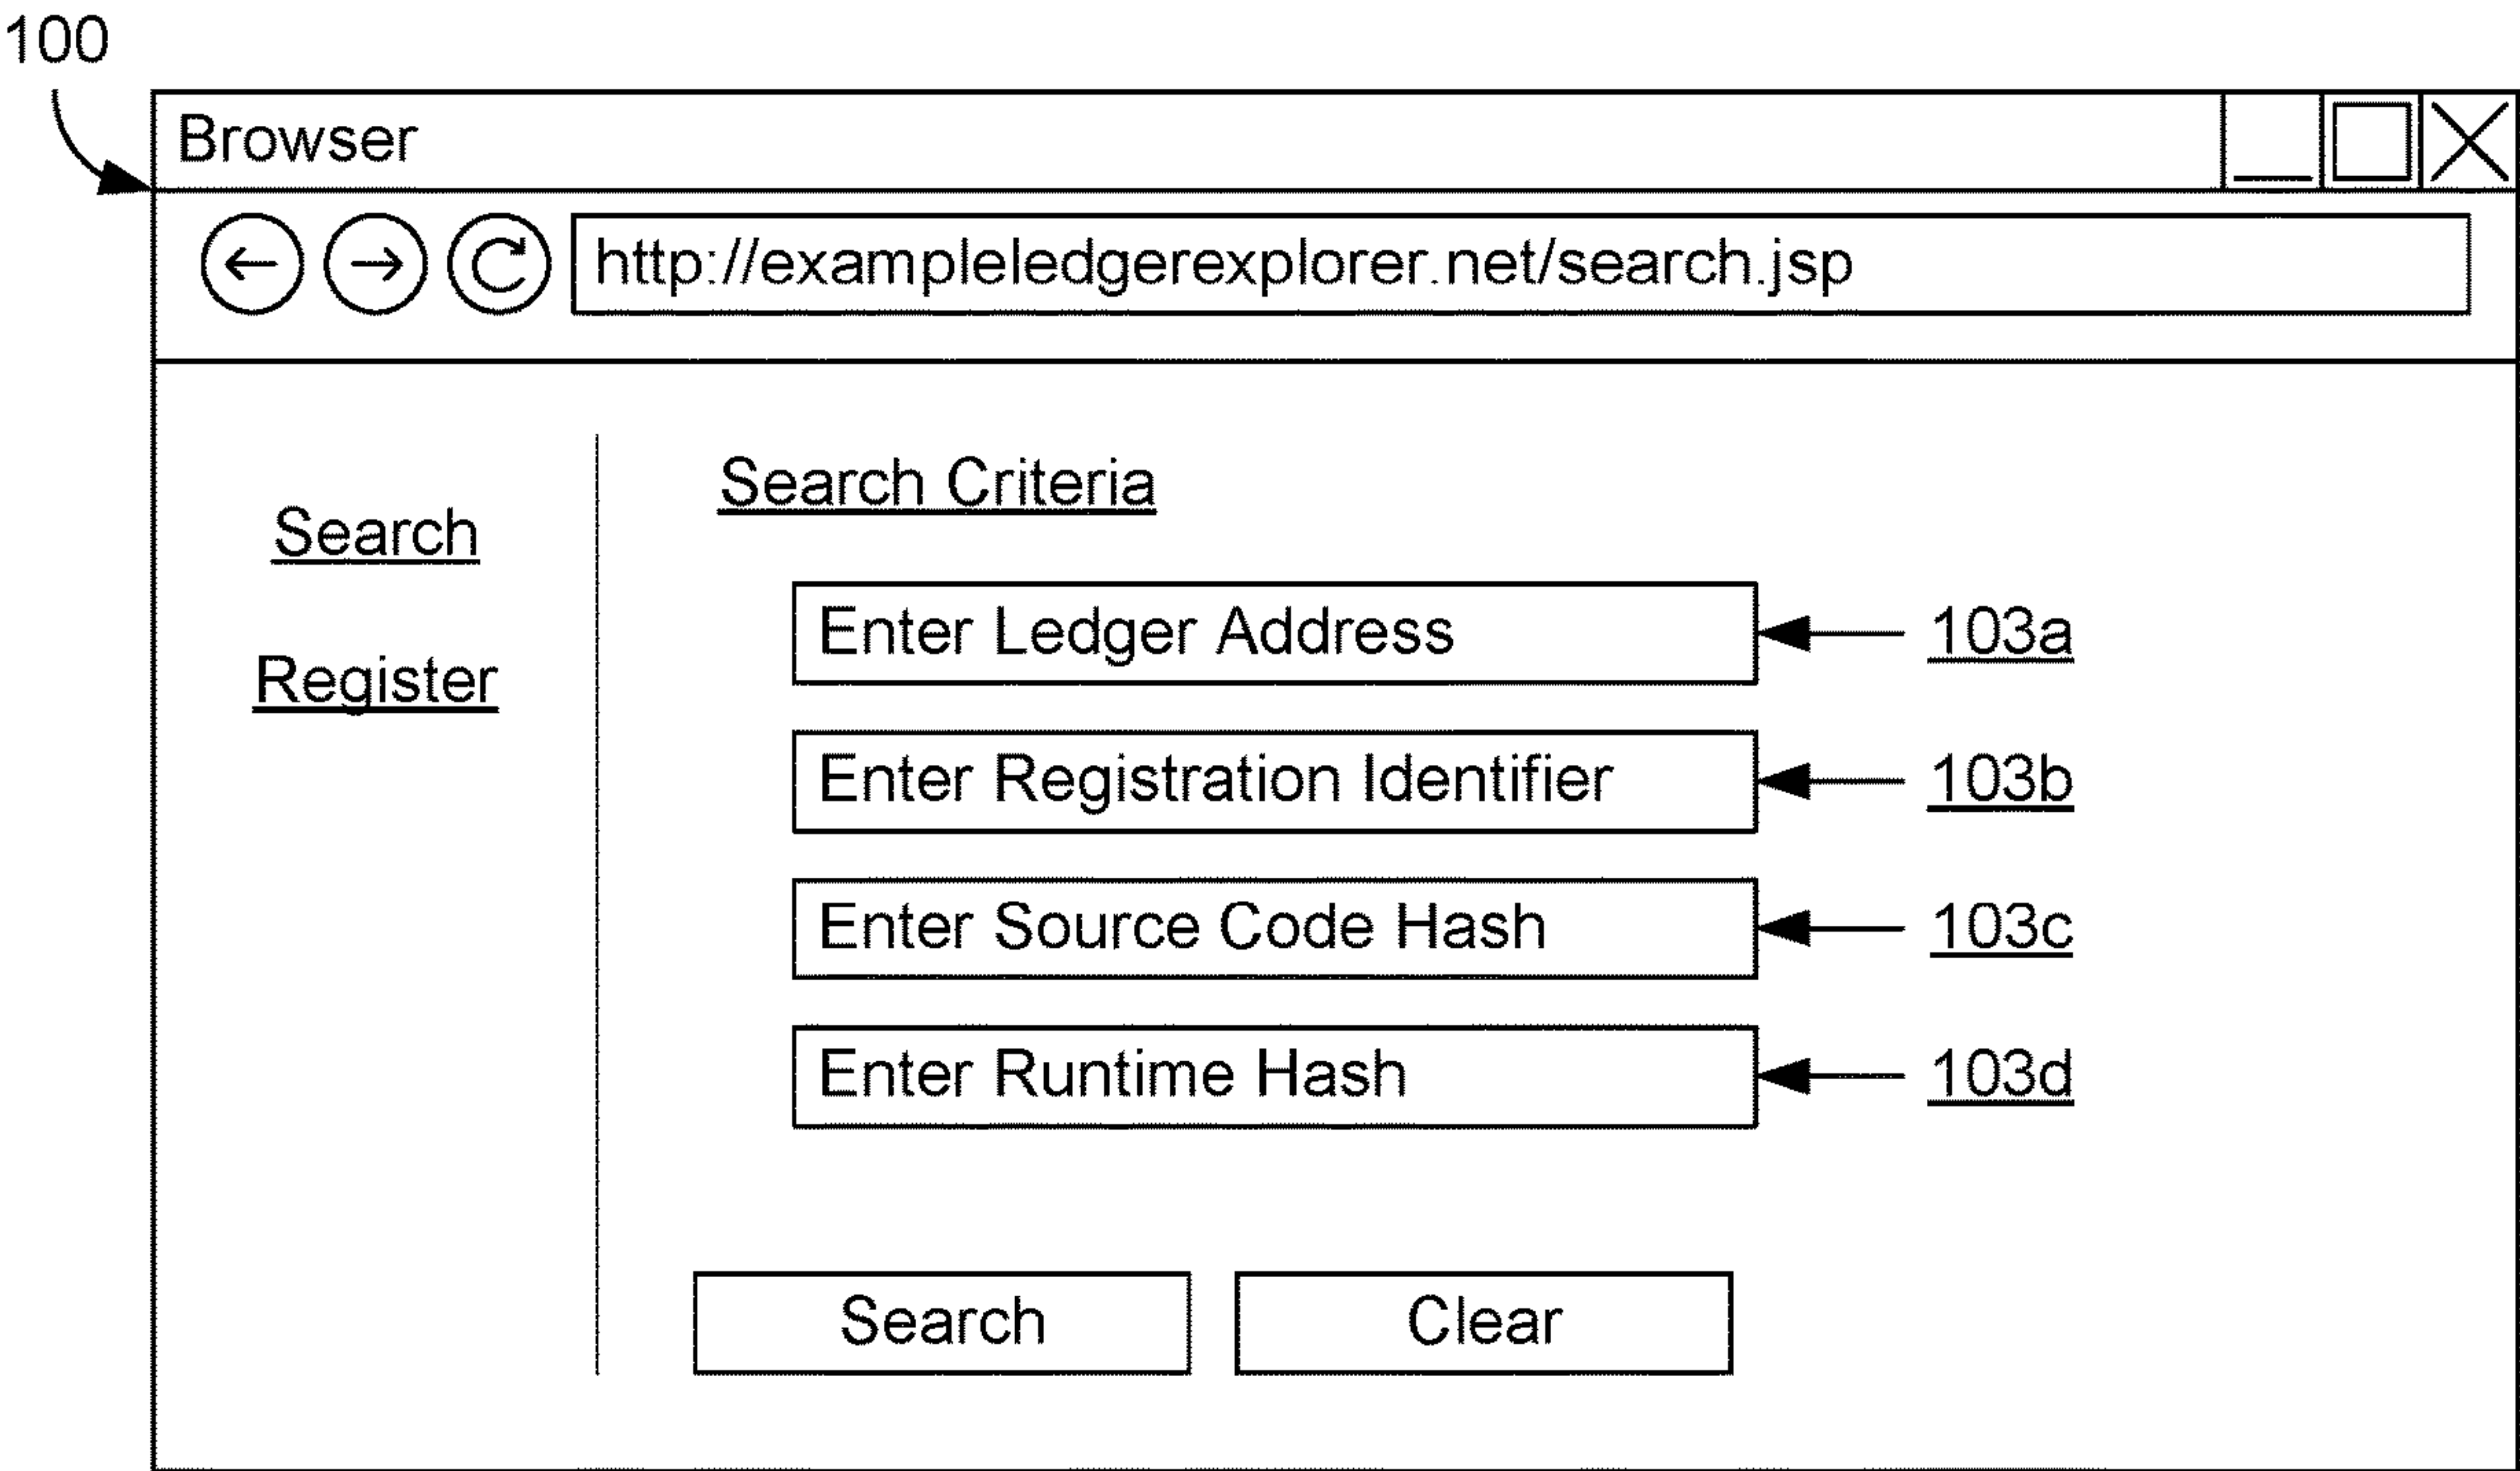 100
Browser
http://exampleledgerexplorer.net/search.jsp
Search
Register
Search Criteria
Enter Ledger Address 103a
Enter Registration Identifier 103b
Enter Source Code Hash 103c
Enter Runtime Hash 103d
Search Clear